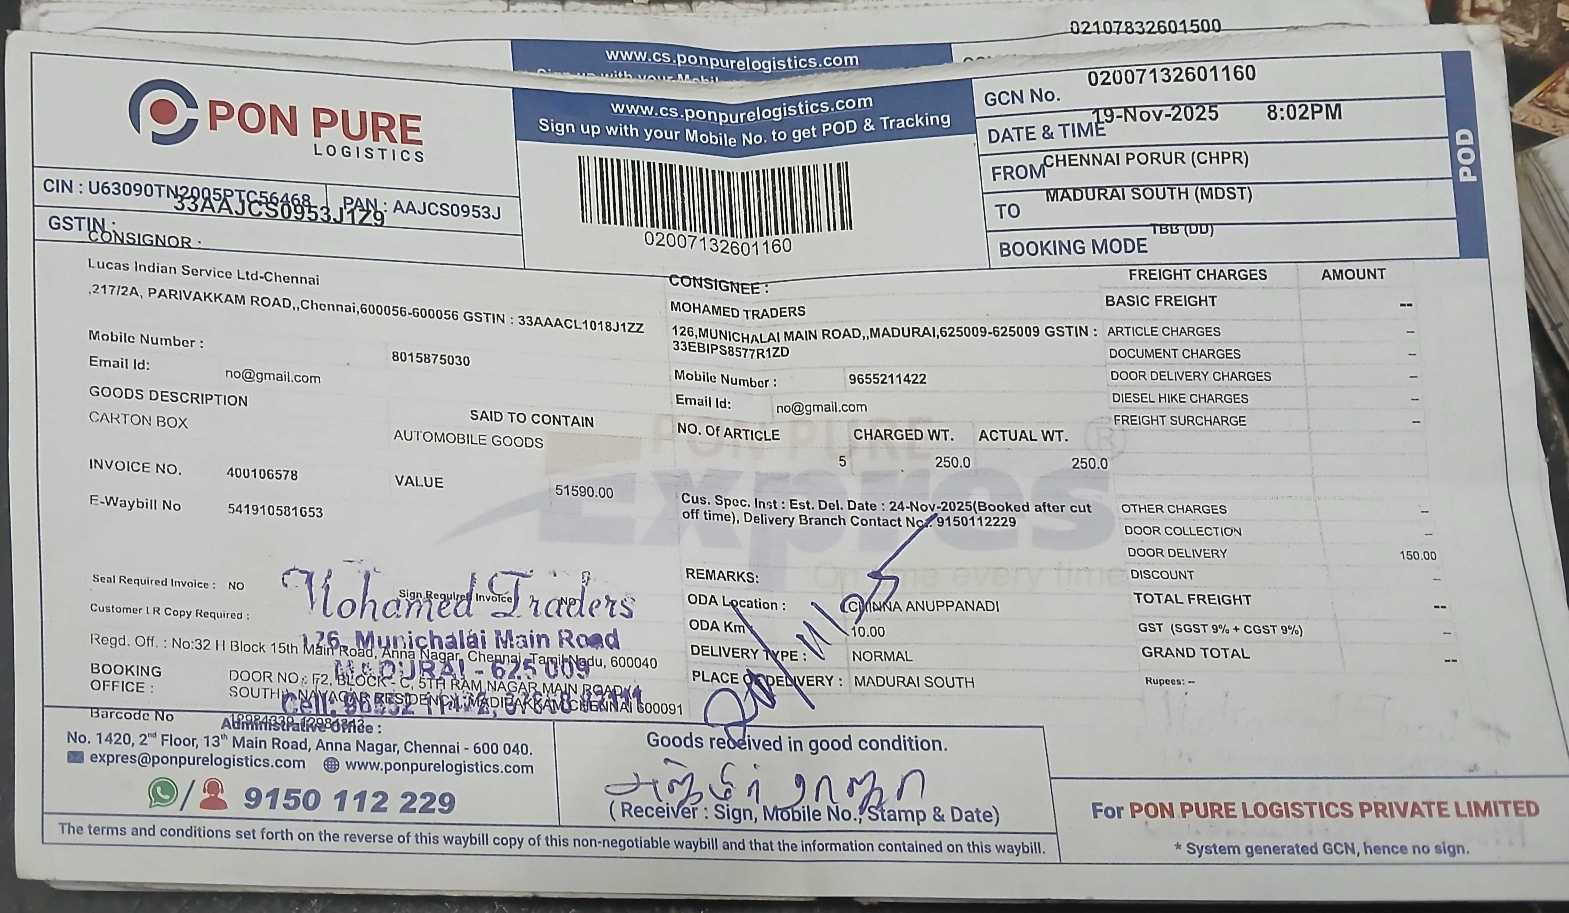 02107832601500
www.cs.ponpurelogistics.com
PON PURE
LOGISTICS
CIN : U63090TN2005PTC56468
PAN : AAJCS0953J
GSTIN :
33AAJCS0953J1Z9
www.cs.ponpurelogistics.com
Sign up with your Mobile No. to get POD & Tracking
02007132601160
GCN No. 02007132601160
DATE & TIME 19-Nov-2025 8:02PM
FROM CHENNAI PORUR (CHPR)
TO MADURAI SOUTH (MDST)
BOOKING MODE TBB (DD)
POD
CONSIGNOR :
Lucas Indian Service Ltd-Chennai
,217/2A, PARIVAKKAM ROAD,,Chennai,600056-600056 GSTIN : 33AAACL1018J1ZZ
Mobile Number : 8015875030
Email Id: no@gmail.com
GOODS DESCRIPTION SAID TO CONTAIN
CARTON BOX AUTOMOBILE GOODS
INVOICE NO. 400106578 VALUE 51590.00
E-Waybill No 541910581653
CONSIGNEE :
MOHAMED TRADERS
126,MUNICHALAI MAIN ROAD,,MADURAI,625009-625009 GSTIN :
33EBIPS8577R1ZD
Mobile Number : 9655211422
Email Id: no@gmail.com
NO. Of ARTICLE CHARGED WT. ACTUAL WT.
5 250.0 250.0
Cus. Spec. Inst : Est. Del. Date : 24-Nov-2025(Booked after cut
off time), Delivery Branch Contact No: 9150112229
REMARKS:
ODA Location : CHINNA ANUPPANADI
ODA Km 10.00
DELIVERY TYPE : NORMAL
PLACE OF DELIVERY : MADURAI SOUTH
FREIGHT CHARGES AMOUNT
BASIC FREIGHT --
ARTICLE CHARGES --
DOCUMENT CHARGES --
DOOR DELIVERY CHARGES --
DIESEL HIKE CHARGES --
FREIGHT SURCHARGE --
OTHER CHARGES --
DOOR COLLECTION --
DOOR DELIVERY 150.00
DISCOUNT --
TOTAL FREIGHT --
GST (SGST 9% + CGST 9%) --
GRAND TOTAL --
Rupees: --
PON PURE
Expres
On time every time
Seal Required Invoice : NO Sign Required Invoice NO
Customer LR Copy Required :
Mohamed Traders
126, Munichalai Main Road
MADURAI - 625 009
Regd. Off. : No:32 H Block 15th Main Road, Anna Nagar, Chennai, Tamil Nadu, 600040
BOOKING OFFICE : DOOR NO : F2, BLOCK - C, 5TH RAM NAGAR MAIN ROAD
SOUTH, NAYAGAR RESIDENCY, MADIPAKKAM CHENNAI 600091
Barcode No
Administrative Office :
No. 1420, 2nd Floor, 13th Main Road, Anna Nagar, Chennai - 600 040.
expres@ponpurelogistics.com www.ponpurelogistics.com
9150 112 229
Goods received in good condition.
( Receiver : Sign, Mobile No., Stamp & Date)
For PON PURE LOGISTICS PRIVATE LIMITED
* System generated GCN, hence no sign.
The terms and conditions set forth on the reverse of this waybill copy of this non-negotiable waybill and that the information contained on this waybill.